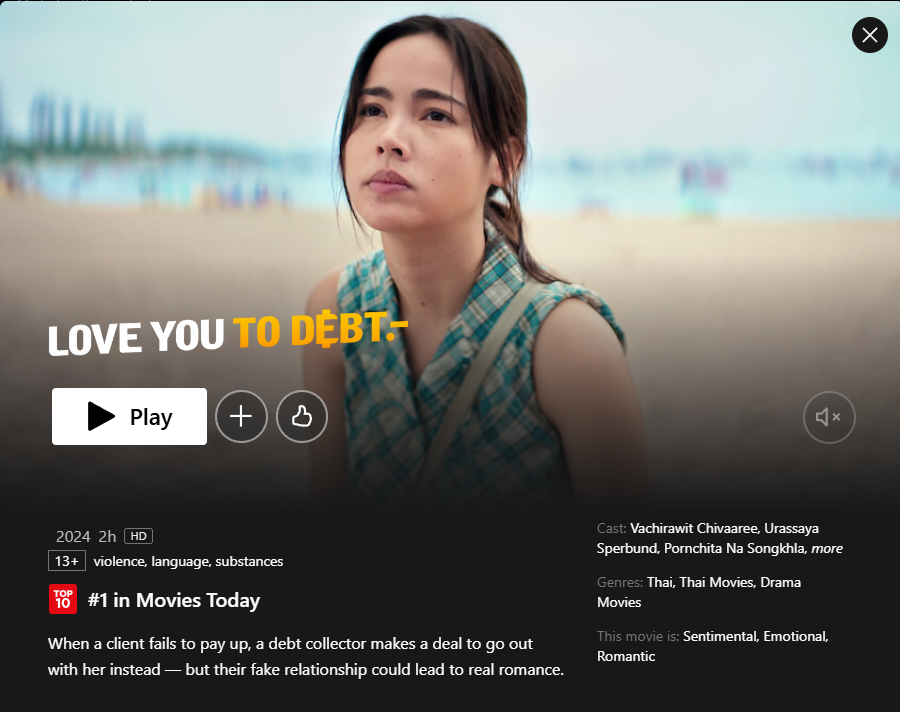 LOVE YOU TO DEBT.-
Play
2024 2h HD
13+ violence, language, substances
TOP
10
#1 in Movies Today
When a client fails to pay up, a debt collector makes a deal to go out
with her instead — but their fake relationship could lead to real romance.
Cast: Vachirawit Chivaaree, Urassaya
Sperbund, Pornchita Na Songkhla, more
Genres: Thai, Thai Movies, Drama
Movies
This movie is: Sentimental, Emotional,
Romantic